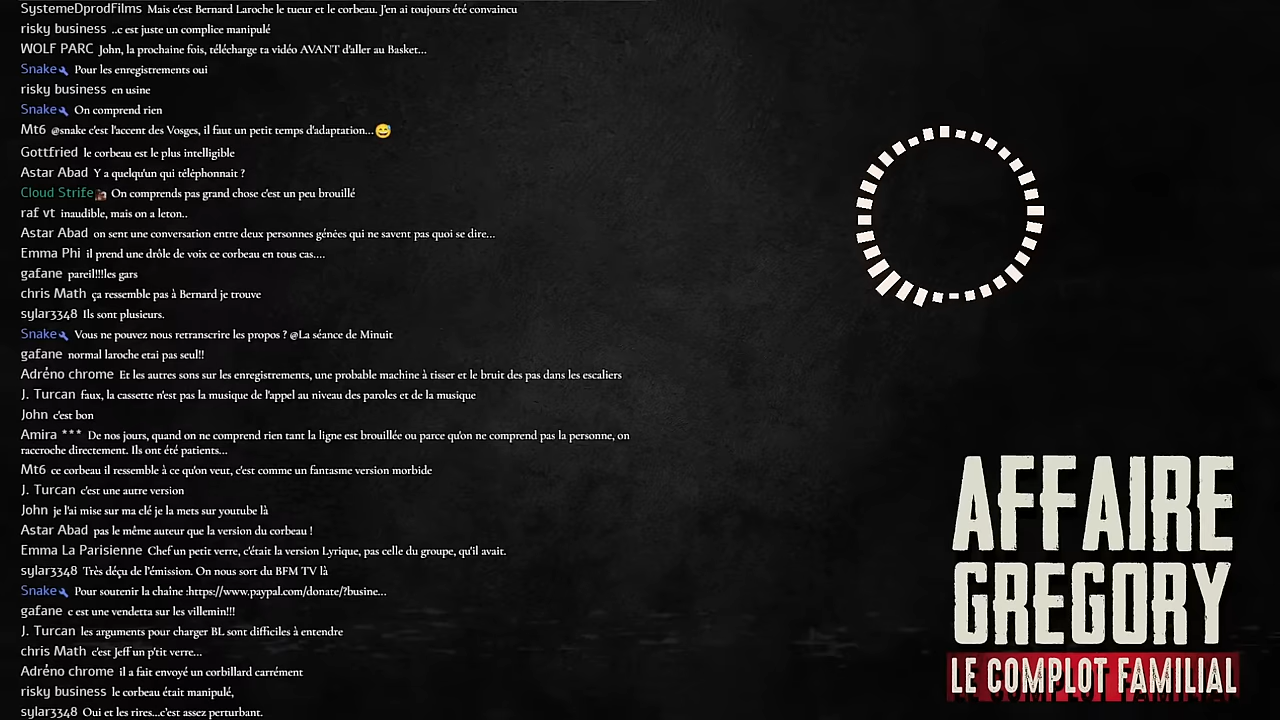 SystemeDprodFilms Mais c'est Bernard Laroche le tueur et le corbeau. J'en ai toujours été convaincu
risky business ..c est juste un complice manipulé
WOLF PARC John, la prochaine fois, télécharge ta vidéo AVANT d'aller au Basket...
Snake Pour les enregistrements oui
risky business en usine
Snake On comprend rien
Mt6 @snake c'est l'accent des Vosges, il faut un petit temps d'adaptation...😅
Gottfried le corbeau est le plus intelligible
Astar Abad Y a quelqu'un qui téléphonnait ?
Cloud Strife On comprends pas grand chose c'est un peu brouillé
raf vt inaudible, mais on a leton..
Astar Abad on sent une conversation entre deux personnes génées qui ne savent pas quoi se dire...
Emma Phi il prend une drôle de voix ce corbeau en tous cas....
gafane pareil!!!les gars
chris Math ça ressemble pas à Bernard je trouve
sylar3348 Ils sont plusieurs.
Snake Vous ne pouvez nous retranscrire les propos ? @La séance de Minuit
gafane normal laroche etai pas seul!!
Adréno chrome Et les autres sons sur les enregistrements, une probable machine à tisser et le bruit des pas dans les escaliers
J. Turcan faux, la cassette n'est pas la musique de l'appel au niveau des paroles et de la musique
John c'est bon
Amira *** De nos jours, quand on ne comprend rien tant la ligne est brouillée ou parce qu'on ne comprend pas la personne, on
raccroche directement. Ils ont été patients...
Mt6 ce corbeau il ressemble à ce qu'on veut, c'est comme un fantasme version morbide
J. Turcan c'est une autre version
John je l'ai mise sur ma clé je la mets sur youtube là
Astar Abad pas le même auteur que la version du corbeau !
Emma La Parisienne Chef un petit verre, c'était la version Lyrique, pas celle du groupe, qu'il avait.
sylar3348 Très déçu de l'émission. On nous sort du BFM TV là
Snake Pour soutenir la chaîne :https://www.paypal.com/donate/?busine...
gafane c est une vendetta sur les villemin!!!
J. Turcan les arguments pour charger BL sont difficiles à entendre
chris Math c'est Jeff un p'tit verre...
Adréno chrome il a fait envoyé un corbillard carrément
risky business le corbeau était manipulé,
sylar3348 Oui et les rires...c'est assez perturbant.
AFFAIRE
GREGORY
LE COMPLOT FAMILIAL